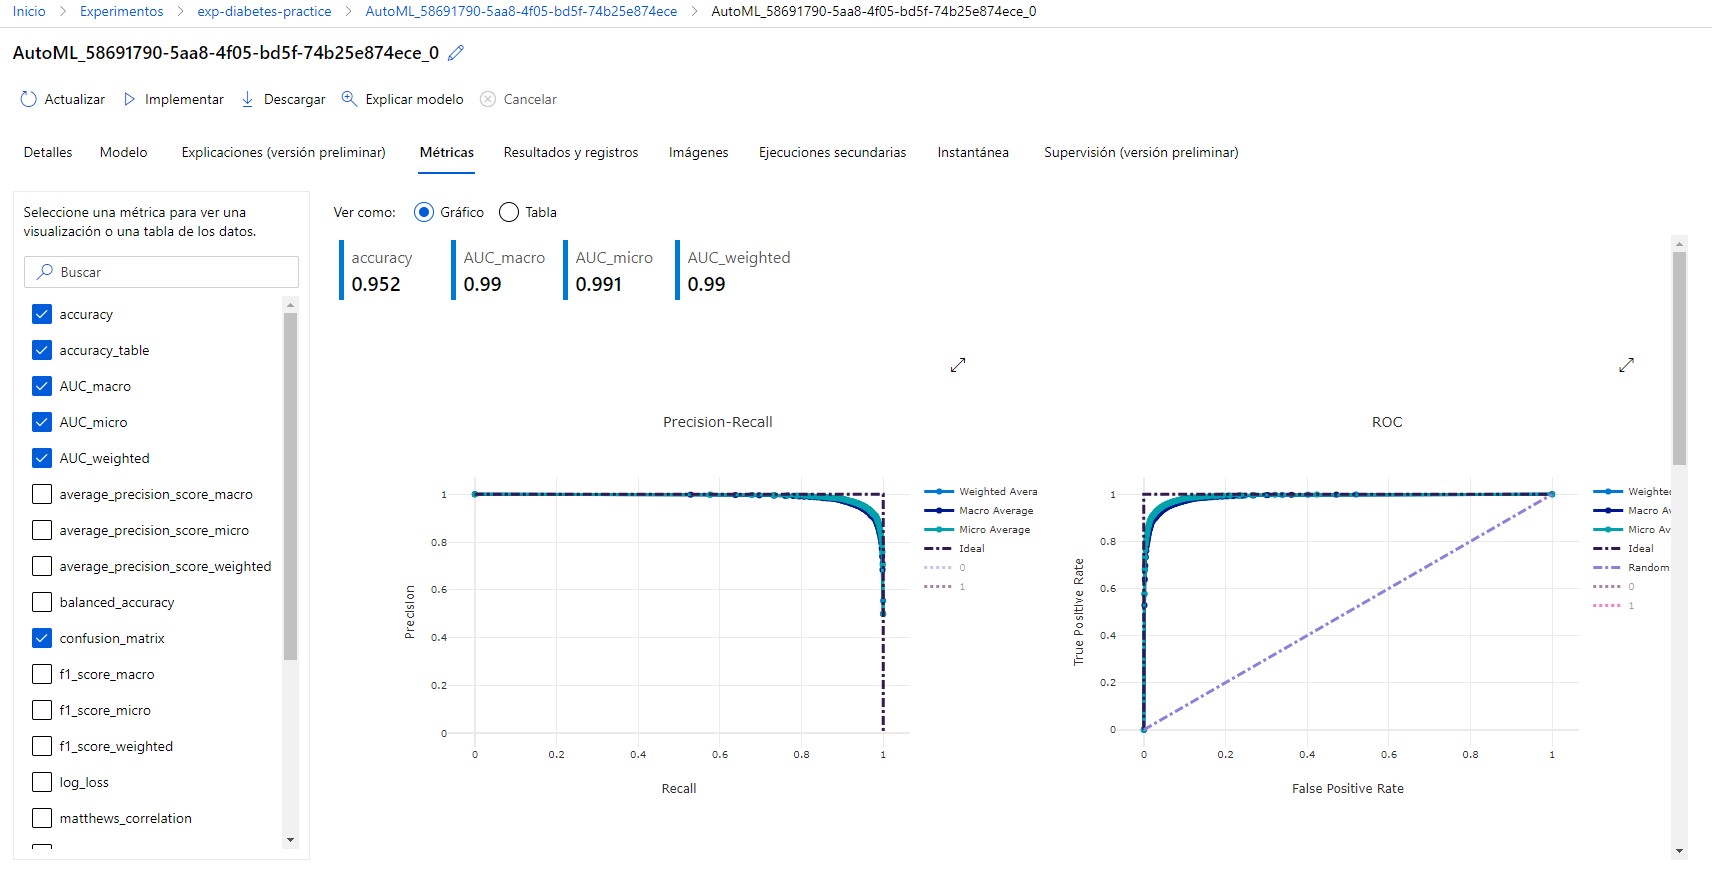 Inicio > Experimentos > exp-diabetes-practice > AutoML_58691790-5aa8-4f05-bd5f-74b25e874ece > AutoML_58691790-5aa8-4f05-bd5f-74b25e874ece_0
AutoML_58691790-5aa8-4f05-bd5f-74b25e874ece_0
Actualizar Implementar Descargar Explicar modelo Cancelar
Detalles Modelo Explicaciones (versión preliminar) Métricas Resultados y registros Imágenes Ejecuciones secundarias Instantánea Supervisión (versión preliminar)
Seleccione una métrica para ver una
visualización o una tabla de los datos.
Buscar
accuracy
accuracy_table
AUC_macro
AUC_micro
AUC_weighted
average_precision_score_macro
average_precision_score_micro
average_precision_score_weighted
balanced_accuracy
confusion_matrix
f1_score_macro
f1_score_micro
f1_score_weighted
log_loss
matthews_correlation
Ver como: Gráfico Tabla
accuracy AUC_macro AUC_micro AUC_weighted
0.952 0.99 0.991 0.99
Precision-Recall
1
0.8
0.6
0.4
0.2
0
Precision
0 0.2 0.4 0.6 0.8 1
Recall
Weighted Avera
Macro Average
Micro Average
Ideal
0
1
ROC
1
0.8
0.6
0.4
0.2
0
True Positive Rate
0 0.2 0.4 0.6 0.8 1
False Positive Rate
Weighted
Macro Av
Micro Av
Ideal
Random
0
1